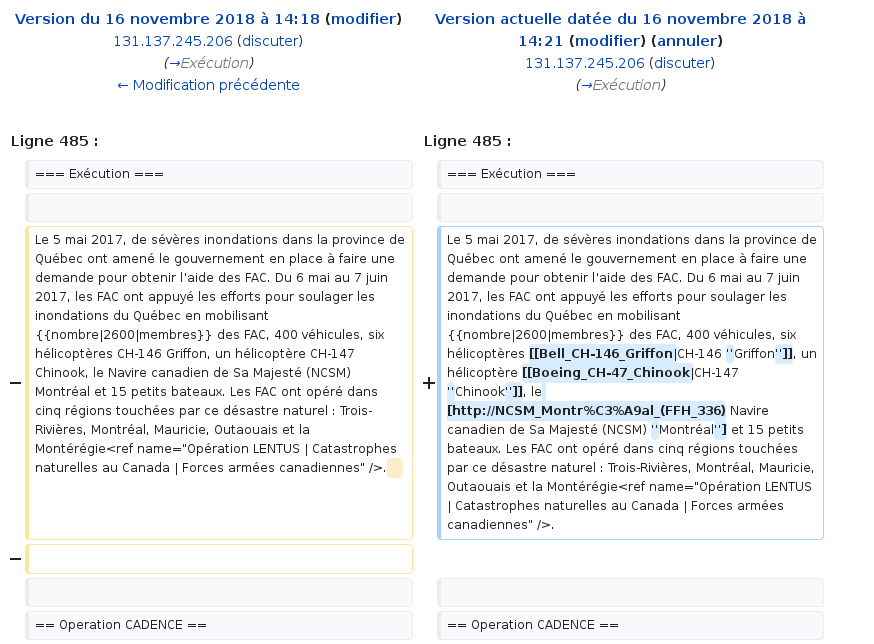 Version du 16 novembre 2018 à 14:18 (modifier)
131.137.245.206 (discuter)
(→Exécution)
← Modification précédente
Version actuelle datée du 16 novembre 2018 à
14:21 (modifier) (annuler)
131.137.245.206 (discuter)
(→Exécution)
Ligne 485 :
Ligne 485 :
=== Exécution ===
=== Exécution ===
−
Le 5 mai 2017, de sévères inondations dans la province de
Québec ont amené le gouvernement en place à faire une
demande pour obtenir l'aide des FAC. Du 6 mai au 7 juin
2017, les FAC ont appuyé les efforts pour soulager les
inondations du Québec en mobilisant
{{nombre|2600|membres}} des FAC, 400 véhicules, six
hélicoptères CH-146 Griffon, un hélicoptère CH-147
Chinook, le Navire canadien de Sa Majesté (NCSM)
Montréal et 15 petits bateaux. Les FAC ont opéré dans
cinq régions touchées par ce désastre naturel : Trois-
Rivières, Montréal, Mauricie, Outaouais et la
Montérégie<ref name="Opération LENTUS | Catastrophes
naturelles au Canada | Forces armées canadiennes" />.
+
Le 5 mai 2017, de sévères inondations dans la province de
Québec ont amené le gouvernement en place à faire une
demande pour obtenir l'aide des FAC. Du 6 mai au 7 juin
2017, les FAC ont appuyé les efforts pour soulager les
inondations du Québec en mobilisant
{{nombre|2600|membres}} des FAC, 400 véhicules, six
hélicoptères [[Bell_CH-146_Griffon|CH-146 ''Griffon'']], un
hélicoptère [[Boeing_CH-47_Chinook|CH-147
''Chinook'']], le
[http://NCSM_Montr%C3%A9al_(FFH_336) Navire
canadien de Sa Majesté (NCSM) ''Montréal''] et 15 petits
bateaux. Les FAC ont opéré dans cinq régions touchées
par ce désastre naturel : Trois-Rivières, Montréal, Mauricie,
Outaouais et la Montérégie<ref name="Opération LENTUS
| Catastrophes naturelles au Canada | Forces armées
canadiennes" />.
−
== Operation CADENCE ==
== Operation CADENCE ==